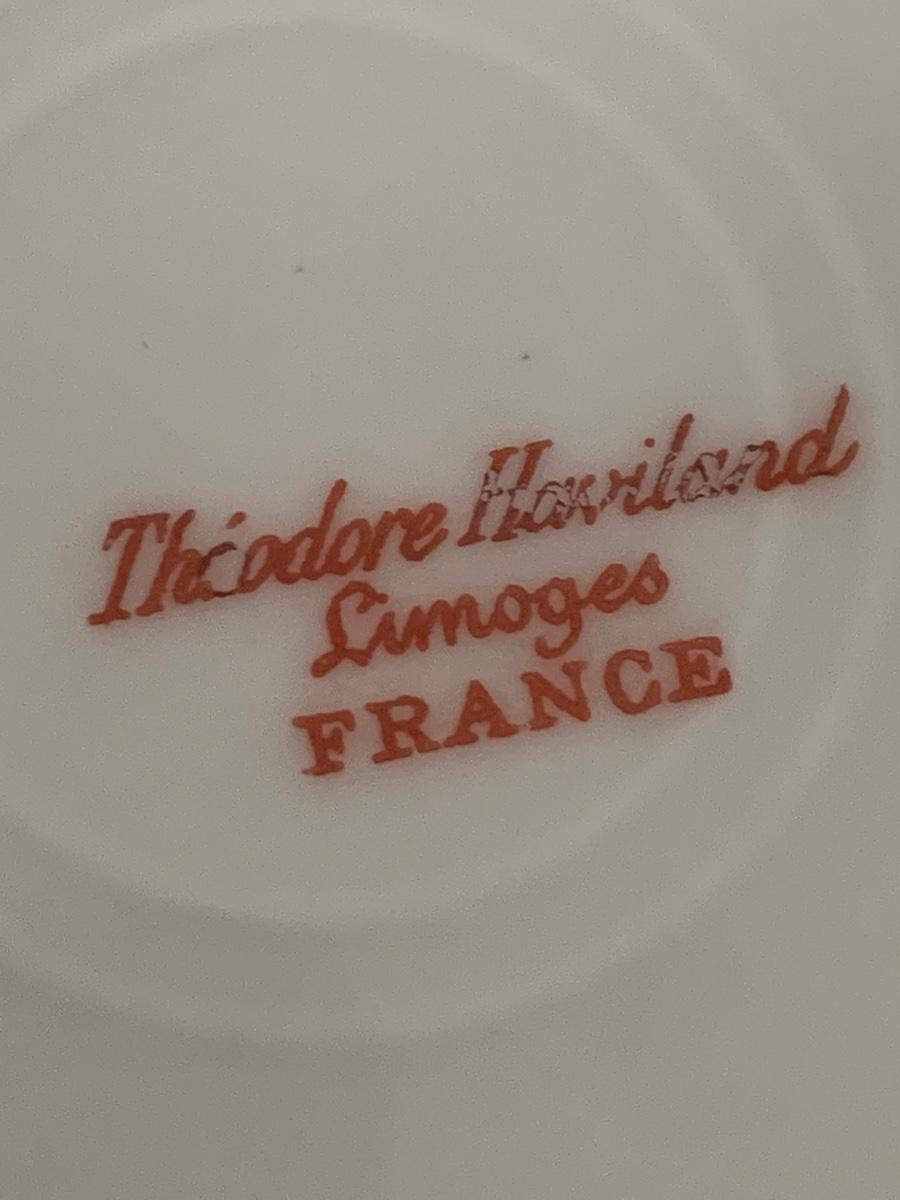 Théodore Haviland
Limoges
FRANCE